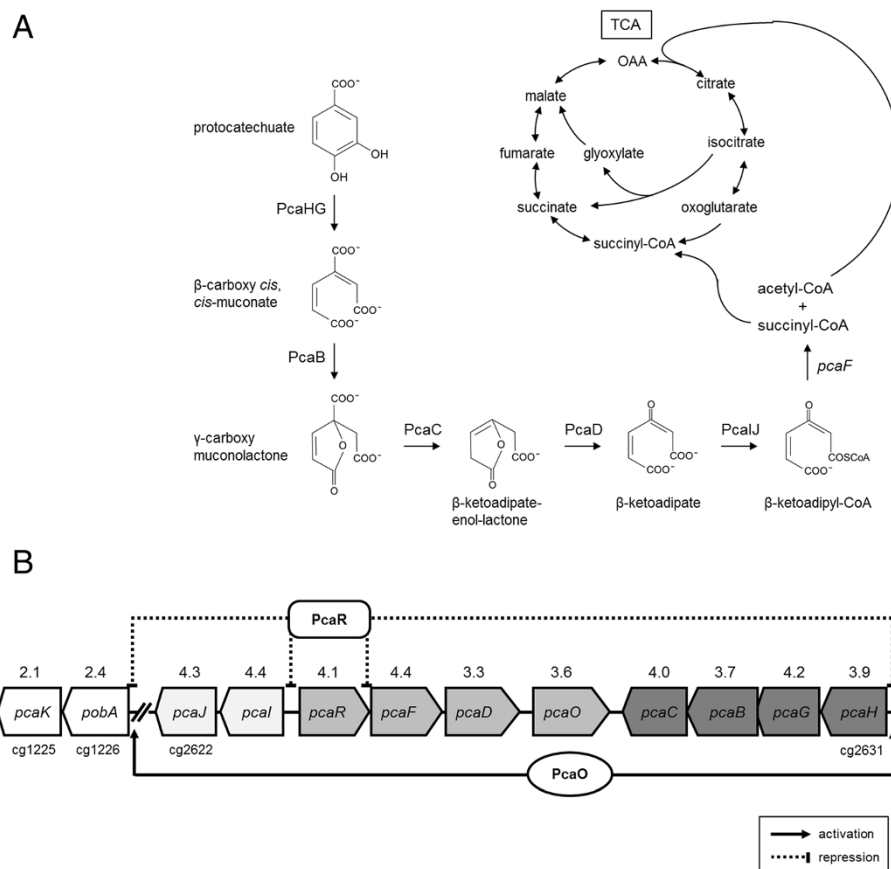 A
TCA
OAA
citrate
malate
isocitrate
fumarate
glyoxylate
succinate
oxoglutarate
succinyl-CoA
acetyl-CoA
+
succinyl-CoA
pcaF
protocatechuate
COO⁻
OH
OH
PcaHG
β-carboxy cis,
cis-muconate
COO⁻
COO⁻
COO⁻
PcaB
γ-carboxy
muconolactone
COO⁻
O
COO⁻
O
PcaC
O
COO⁻
O
β-ketoadipate-
enol-lactone
PcaD
O
COO⁻
COO⁻
β-ketoadipate
PcaIJ
O
COSCoA
COO⁻
β-ketoadipyl-CoA
B
PcaR
2.1 2.4 4.3 4.4 4.1 4.4 3.3 3.6 4.0 3.7 4.2 3.9
pcaK pobA pcaJ pcaI pcaR pcaF pcaD pcaO pcaC pcaB pcaG pcaH
cg1225 cg1226 cg2622 cg2631
PcaO
activation
repression